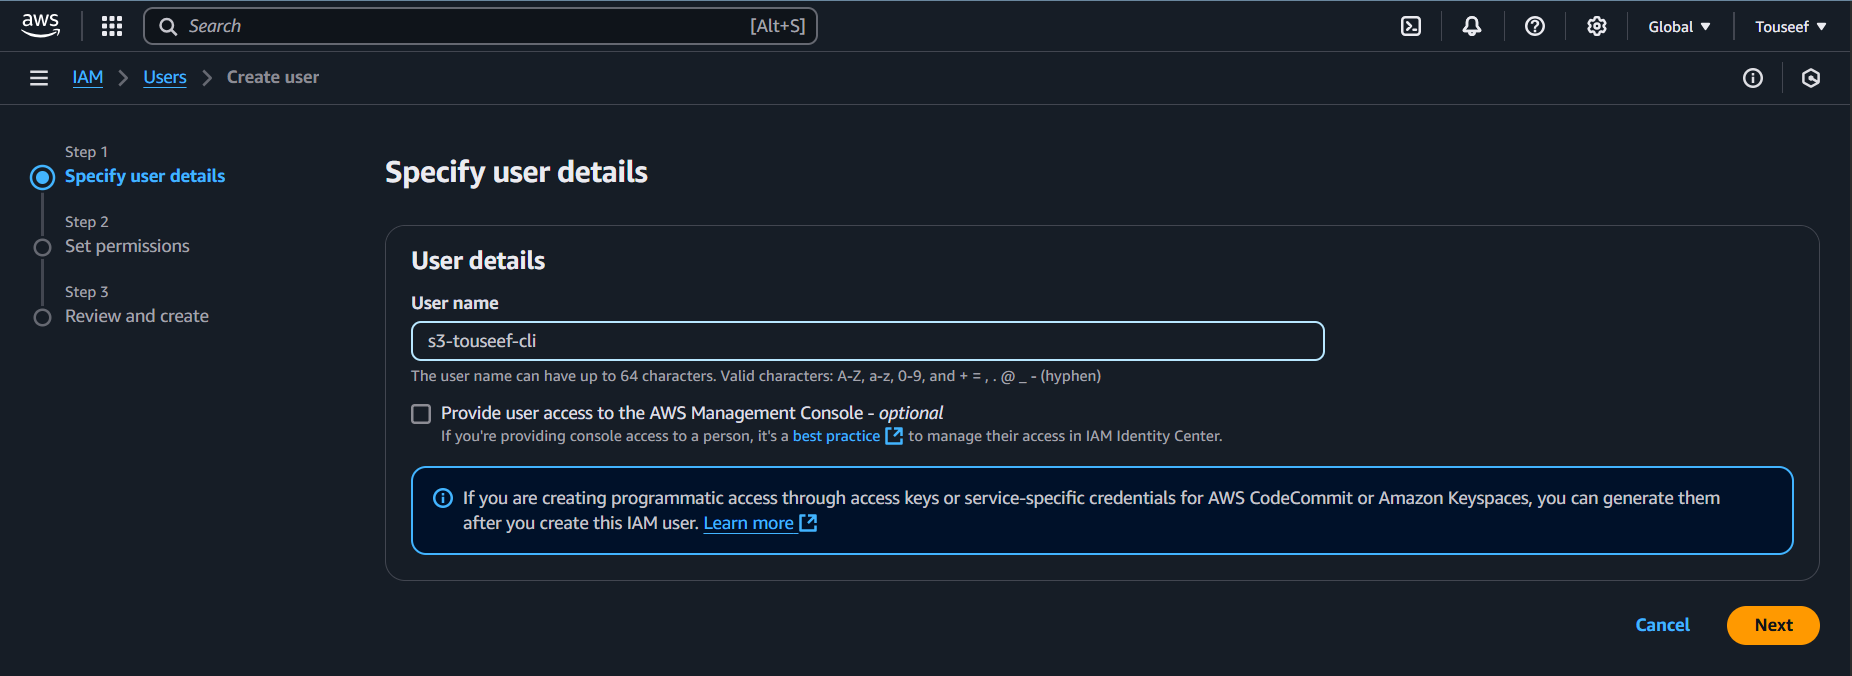 aws
Search [Alt+S]
Global
Touseef
IAM
Users
Create user
Step 1
Specify user details
Step 2
Set permissions
Step 3
Review and create
Specify user details
User details
User name
s3-touseef-cli
The user name can have up to 64 characters. Valid characters: A-Z, a-z, 0-9, and + = , . @ _ - (hyphen)
Provide user access to the AWS Management Console - optional
If you're providing console access to a person, it's a best practice to manage their access in IAM Identity Center.
If you are creating programmatic access through access keys or service-specific credentials for AWS CodeCommit or Amazon Keyspaces, you can generate them
after you create this IAM user. Learn more
Cancel
Next